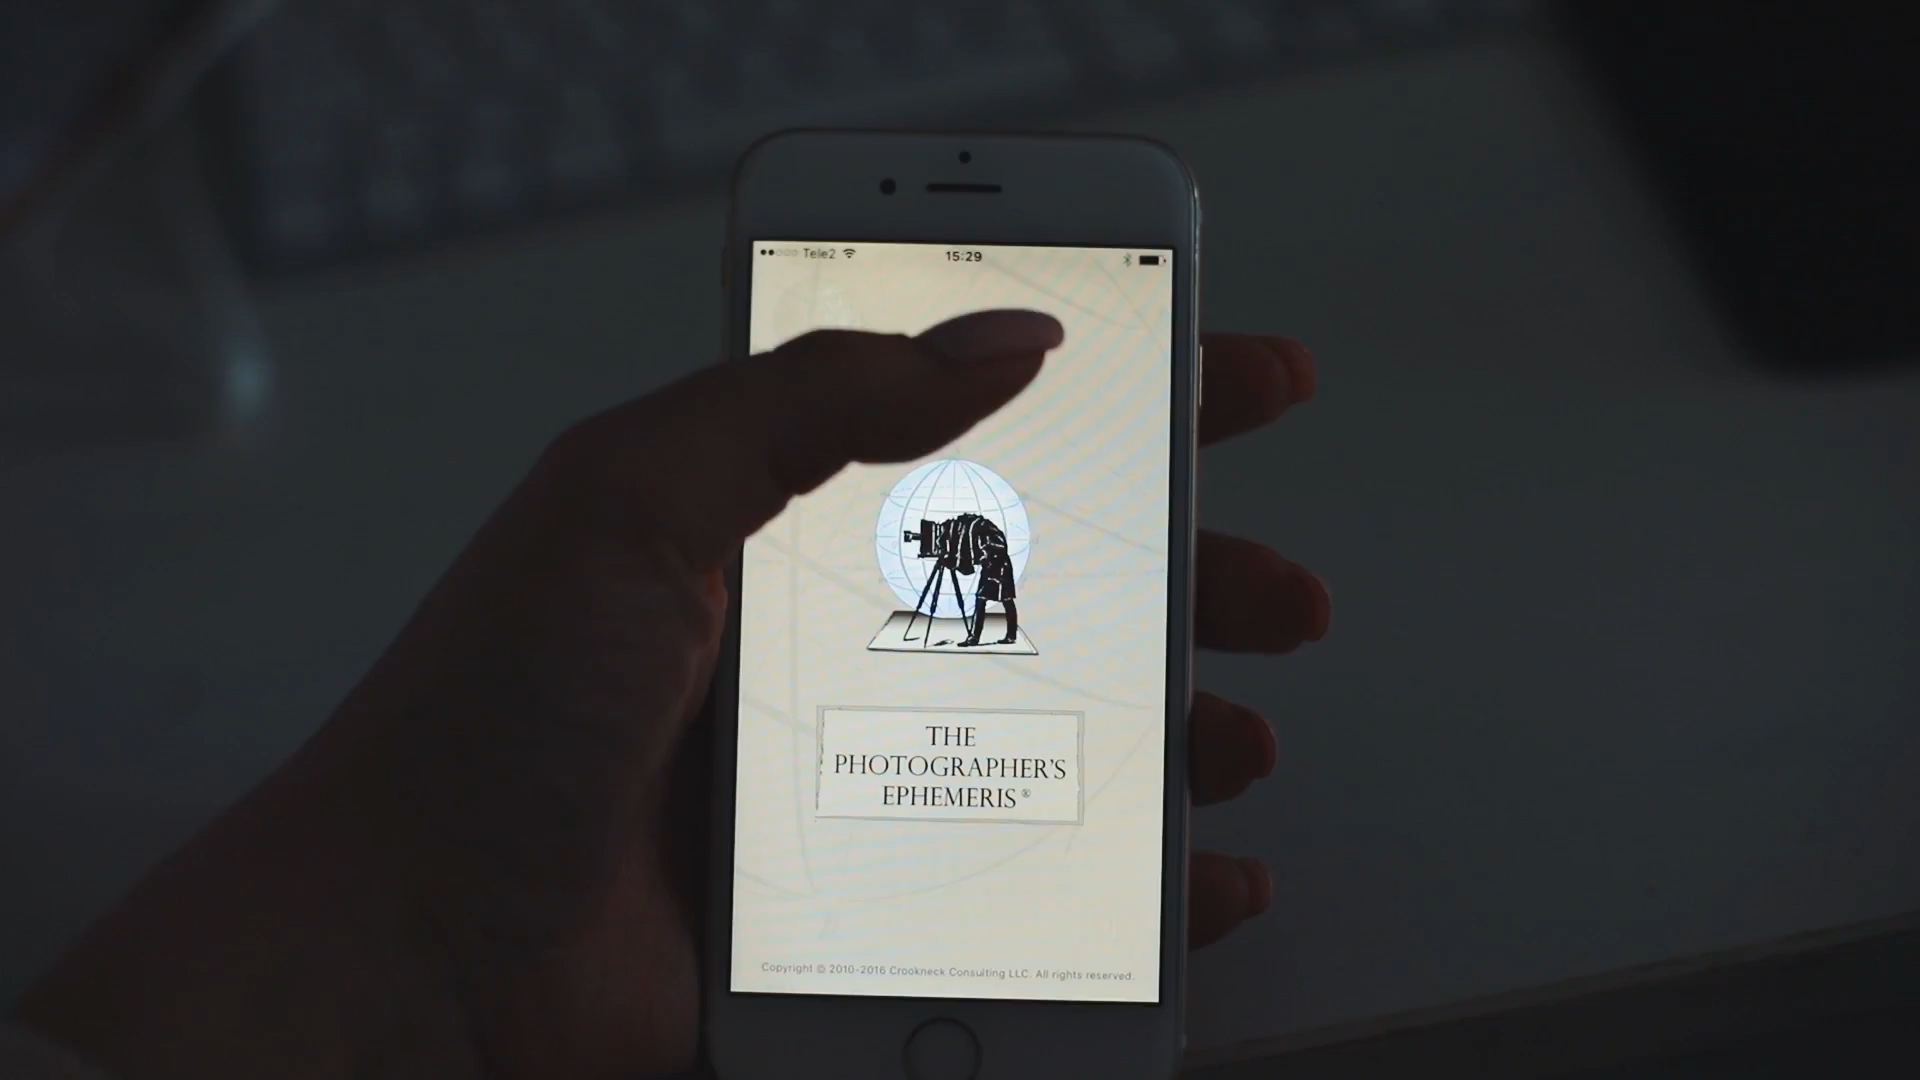 Tele2 15:29
THE
PHOTOGRAPHER'S
EPHEMERIS®
Copyright © 2010-2016 Crookneck Consulting LLC. All rights reserved.